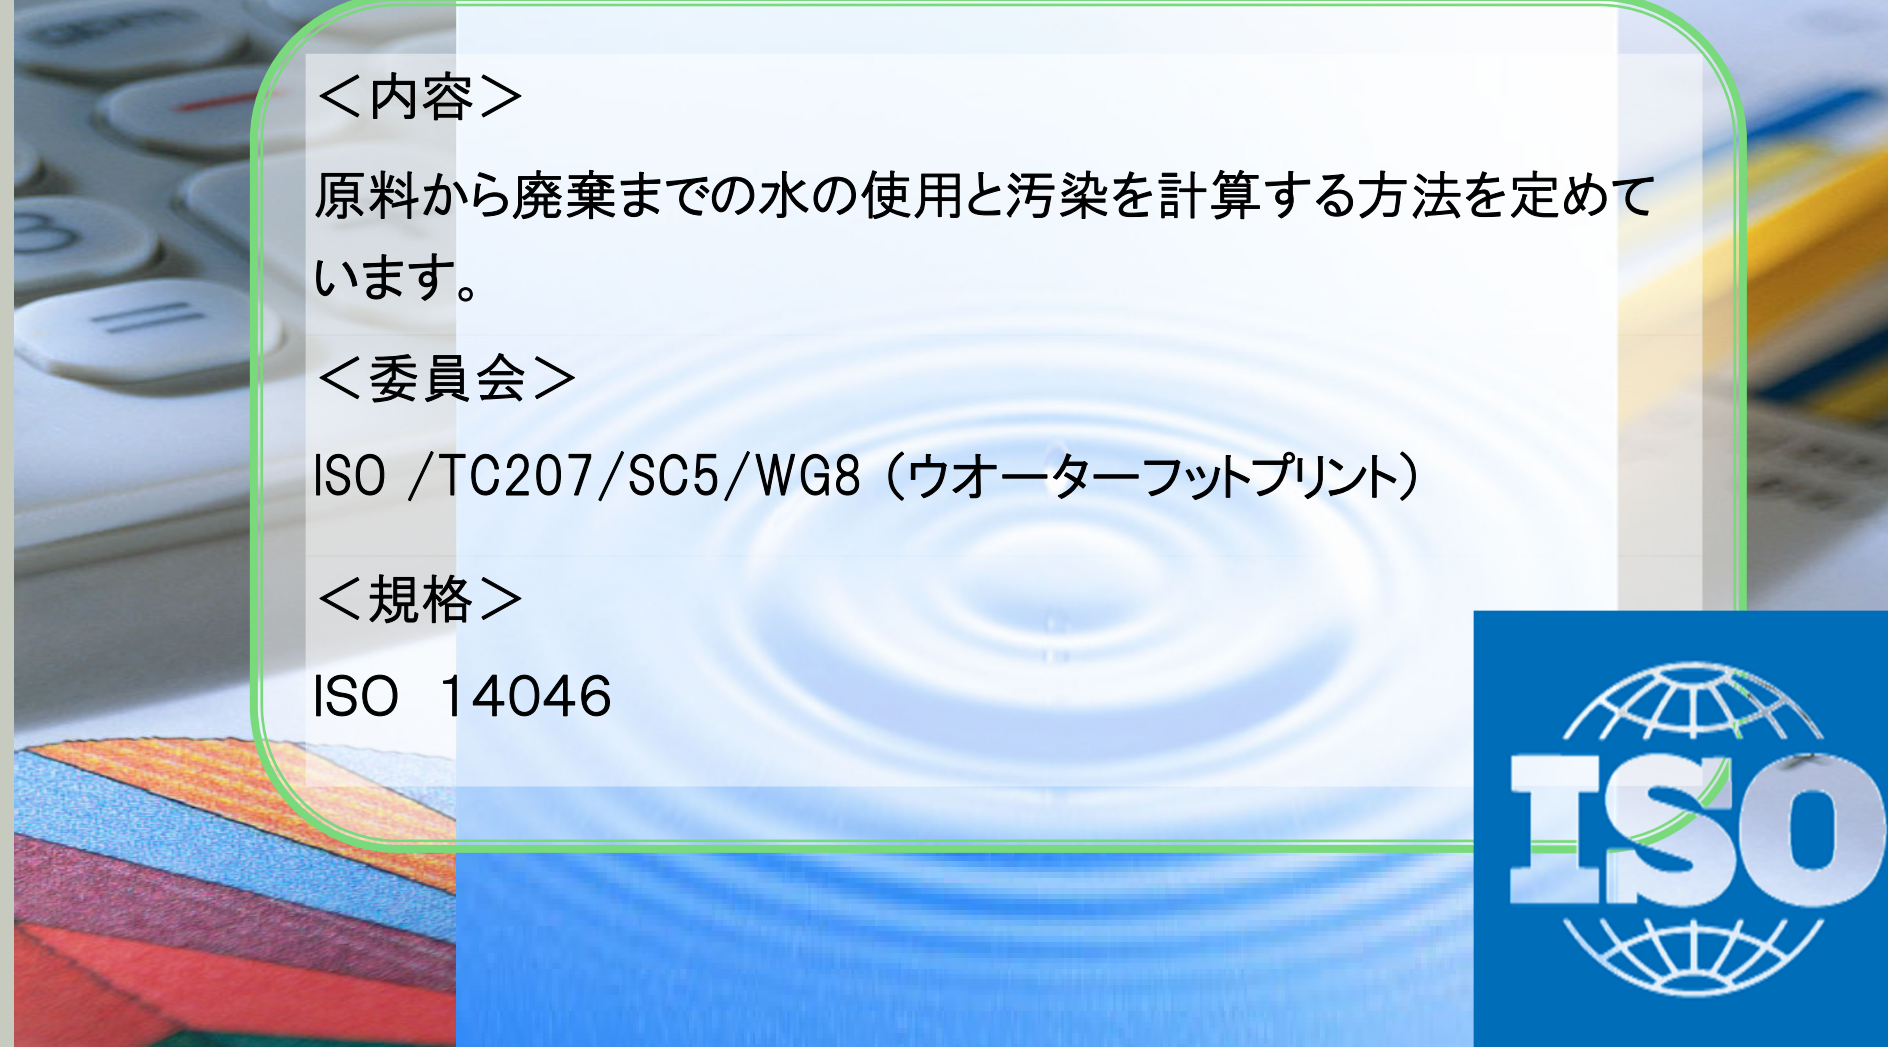 ＜内容＞
原料から廃棄までの水の使用と汚染を計算する方法を定めて
います。
＜委員会＞
ISO /TC207/SC5/WG8（ウオーターフットプリント）
＜規格＞
ISO　14046
ISO